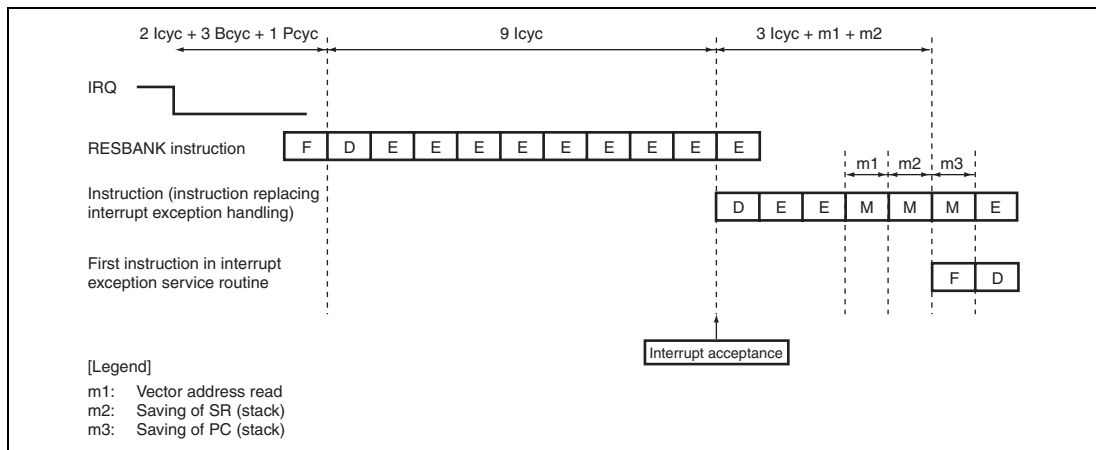 2 Icyc + 3 Bcyc + 1 Pcyc 9 Icyc 3 Icyc + m1 + m2
IRQ
RESBANK instruction F D E E E E E E E E E
m1 m2 m3
Instruction (instruction replacing
interrupt exception handling)
D E E M M M E
First instruction in interrupt
exception service routine
F D
Interrupt acceptance
[Legend]
m1: Vector address read
m2: Saving of SR (stack)
m3: Saving of PC (stack)